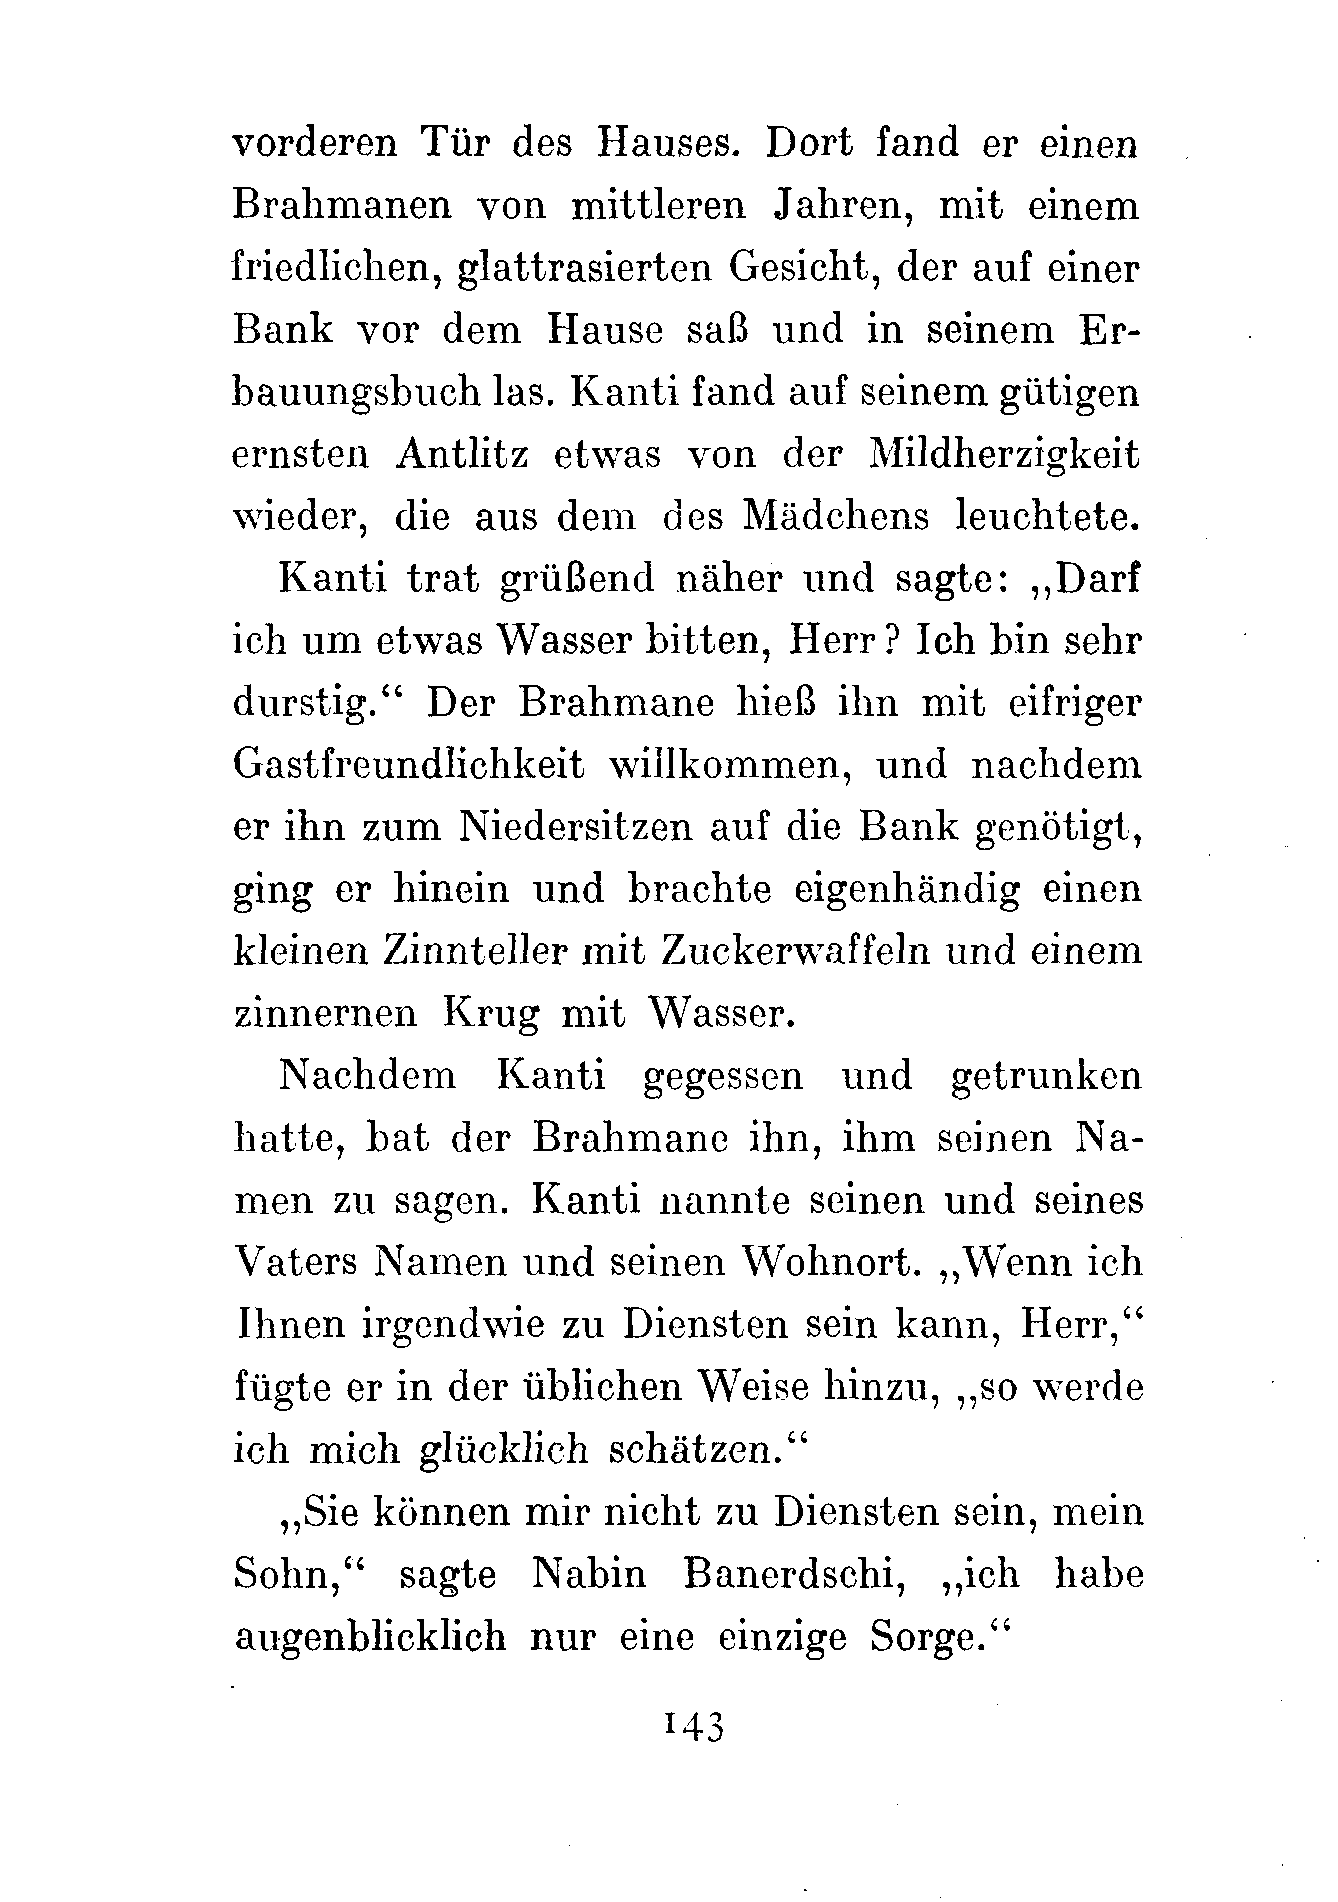 vorderen Tür des Hauses. Dort fand er einen
Brahmanen von mittleren Jahren, mit einem
friedlichen, glattrasierten Gesicht, der auf einer
Bank vor dem Hause saß und in seinem Er-
bauungsbuch las. Kanti fand auf seinem gütigen
ernsten Antlitz etwas von der Mildherzigkeit
wieder, die aus dem des Mädchens leuchtete.
Kanti trat grüßend näher und sagte: „Darf
ich um etwas Wasser bitten, Herr? Ich bin sehr
durstig.“ Der Brahmane hieß ihn mit eifriger
Gastfreundlichkeit willkommen, und nachdem
er ihn zum Niedersitzen auf die Bank genötigt,
ging er hinein und brachte eigenhändig einen
kleinen Zinnteller mit Zuckerwaffeln und einem
zinnernen Krug mit Wasser.
Nachdem Kanti gegessen und getrunken
hatte, bat der Brahmane ihn, ihm seinen Na-
men zu sagen. Kanti nannte seinen und seines
Vaters Namen und seinen Wohnort. „Wenn ich
Ihnen irgendwie zu Diensten sein kann, Herr,“
fügte er in der üblichen Weise hinzu, „so werde
ich mich glücklich schätzen.“
„Sie können mir nicht zu Diensten sein, mein
Sohn,“ sagte Nabin Banerdschi, „ich habe
augenblicklich nur eine einzige Sorge.“
143